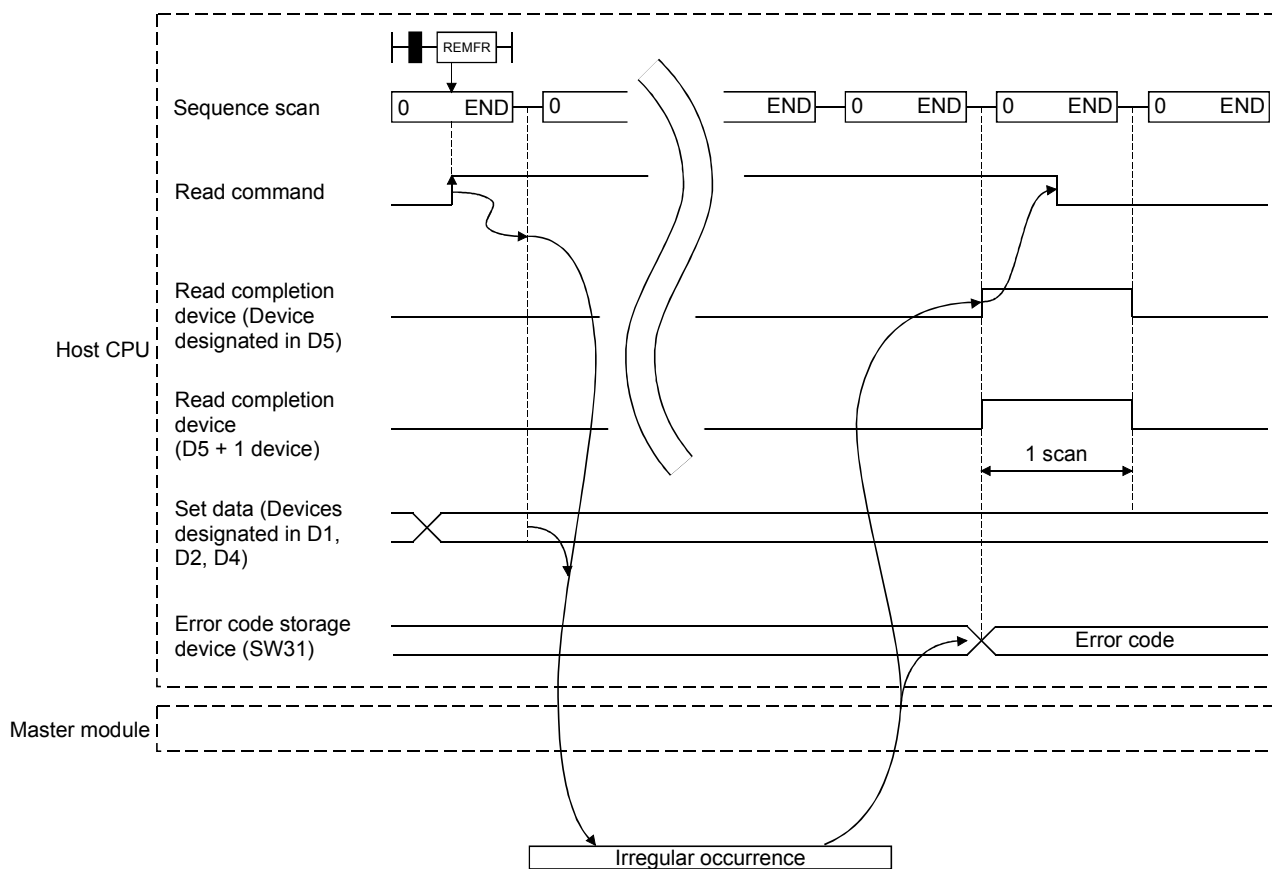 REMFR
Sequence scan
0 END 0 END 0 END 0 END 0
Read command
Read completion
device (Device
designated in D5)
Host CPU
Read completion
device
(D5 + 1 device)
1 scan
Set data (Devices
designated in D1,
D2, D4)
Error code storage
device (SW31)
Error code
Master module
Irregular occurrence